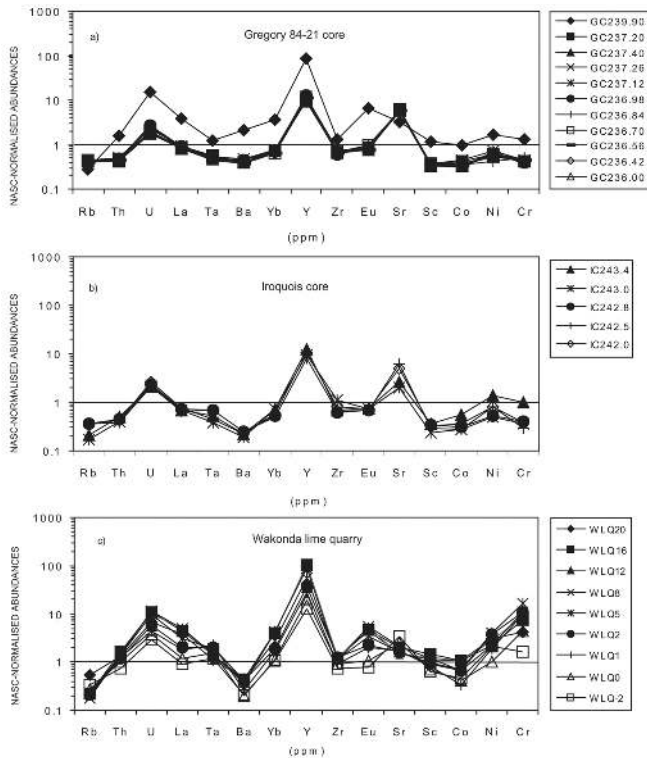 NASC-NORMALISED ABUNDANCES
1000
100
10
1
0.1
a)
Gregory 84-21 core
Rb Th U La Ta Ba Yb Y Zr Eu Sr Sc Co Ni Cr
(ppm)
GC239.90
GC237.20
GC237.40
GC237.26
GC237.12
GC236.98
GC236.84
GC236.70
GC236.56
GC236.42
GC236.00
NASC-NORMALISED ABUNDANCES
1000
100
10
1
0.1
b)
Iroquois core
Rb Th U La Ta Ba Yb Y Zr Eu Sr Sc Co Ni Cr
(ppm)
IC243.4
IC243.0
IC242.8
IC242.5
IC242.0
NASC-NORMALISED ABUNDANCES
1000
100
10
1
0.1
c)
Wakonda lime quarry
Rb Th U La Ta Ba Yb Y Zr Eu Sr Sc Co Ni Cr
(ppm)
WLQ20
WLQ16
WLQ12
WLQ8
WLQ5
WLQ2
WLQ1
WLQ0
WLQ-2